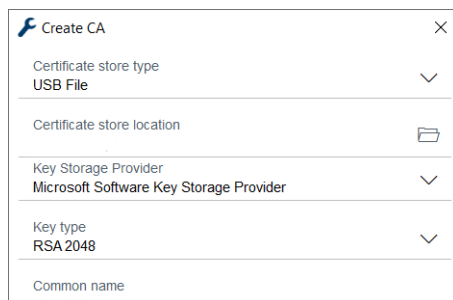 Create CA
Certificate store type
USB File
Certificate store location
Key Storage Provider
Microsoft Software Key Storage Provider
Key type
RSA 2048
Common name